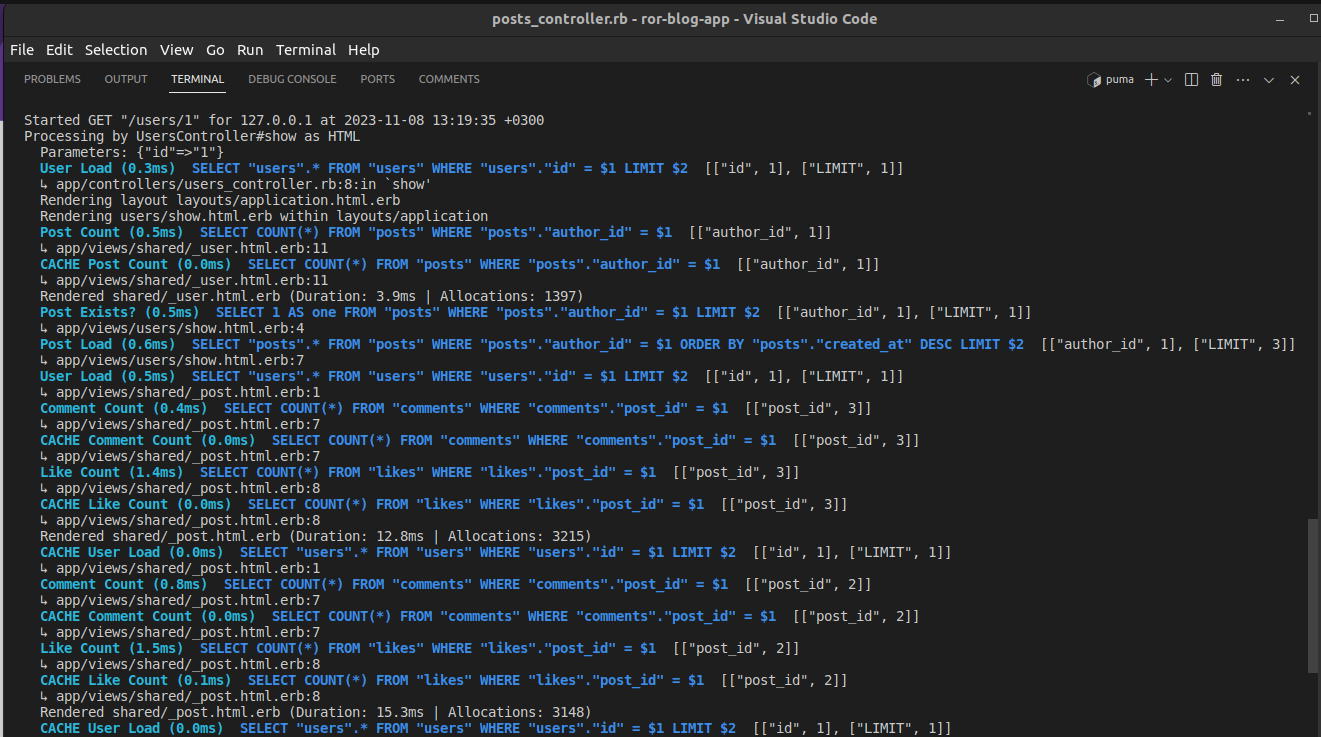 posts_controller.rb - ror-blog-app - Visual Studio Code
File Edit Selection View Go Run Terminal Help
PROBLEMS OUTPUT TERMINAL DEBUG CONSOLE PORTS COMMENTS puma
Started GET "/users/1" for 127.0.0.1 at 2023-11-08 13:19:35 +0300
Processing by UsersController#show as HTML
Parameters: {"id"=>"1"}
User Load (0.3ms) SELECT "users".* FROM "users" WHERE "users"."id" = $1 LIMIT $2 [["id", 1], ["LIMIT", 1]]
↳ app/controllers/users_controller.rb:8:in `show'
Rendering layout layouts/application.html.erb
Rendering users/show.html.erb within layouts/application
Post Count (0.5ms) SELECT COUNT(*) FROM "posts" WHERE "posts"."author_id" = $1 [["author_id", 1]]
↳ app/views/shared/_user.html.erb:11
CACHE Post Count (0.0ms) SELECT COUNT(*) FROM "posts" WHERE "posts"."author_id" = $1 [["author_id", 1]]
↳ app/views/shared/_user.html.erb:11
Rendered shared/_user.html.erb (Duration: 3.9ms | Allocations: 1397)
Post Exists? (0.5ms) SELECT 1 AS one FROM "posts" WHERE "posts"."author_id" = $1 LIMIT $2 [["author_id", 1], ["LIMIT", 1]]
↳ app/views/users/show.html.erb:4
Post Load (0.6ms) SELECT "posts".* FROM "posts" WHERE "posts"."author_id" = $1 ORDER BY "posts"."created_at" DESC LIMIT $2 [["author_id", 1], ["LIMIT", 3]]
↳ app/views/users/show.html.erb:7
User Load (0.5ms) SELECT "users".* FROM "users" WHERE "users"."id" = $1 LIMIT $2 [["id", 1], ["LIMIT", 1]]
↳ app/views/shared/_post.html.erb:1
Comment Count (0.4ms) SELECT COUNT(*) FROM "comments" WHERE "comments"."post_id" = $1 [["post_id", 3]]
↳ app/views/shared/_post.html.erb:7
CACHE Comment Count (0.0ms) SELECT COUNT(*) FROM "comments" WHERE "comments"."post_id" = $1 [["post_id", 3]]
↳ app/views/shared/_post.html.erb:7
Like Count (1.4ms) SELECT COUNT(*) FROM "likes" WHERE "likes"."post_id" = $1 [["post_id", 3]]
↳ app/views/shared/_post.html.erb:8
CACHE Like Count (0.0ms) SELECT COUNT(*) FROM "likes" WHERE "likes"."post_id" = $1 [["post_id", 3]]
↳ app/views/shared/_post.html.erb:8
Rendered shared/_post.html.erb (Duration: 12.8ms | Allocations: 3215)
CACHE User Load (0.0ms) SELECT "users".* FROM "users" WHERE "users"."id" = $1 LIMIT $2 [["id", 1], ["LIMIT", 1]]
↳ app/views/shared/_post.html.erb:1
Comment Count (0.8ms) SELECT COUNT(*) FROM "comments" WHERE "comments"."post_id" = $1 [["post_id", 2]]
↳ app/views/shared/_post.html.erb:7
CACHE Comment Count (0.0ms) SELECT COUNT(*) FROM "comments" WHERE "comments"."post_id" = $1 [["post_id", 2]]
↳ app/views/shared/_post.html.erb:7
Like Count (1.5ms) SELECT COUNT(*) FROM "likes" WHERE "likes"."post_id" = $1 [["post_id", 2]]
↳ app/views/shared/_post.html.erb:8
CACHE Like Count (0.1ms) SELECT COUNT(*) FROM "likes" WHERE "likes"."post_id" = $1 [["post_id", 2]]
↳ app/views/shared/_post.html.erb:8
Rendered shared/_post.html.erb (Duration: 15.3ms | Allocations: 3148)
CACHE User Load (0.0ms) SELECT "users".* FROM "users" WHERE "users"."id" = $1 LIMIT $2 [["id", 1], ["LIMIT", 1]]